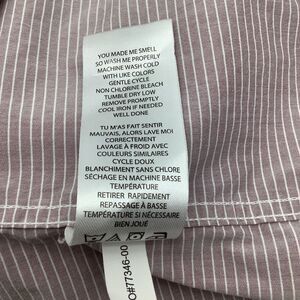 YOU MADE ME SMELL
SO WASH ME PROPERLY
MACHINE WASH COLD
WITH LIKE COLORS
GENTLE CYCLE
NON CHLORINE BLEACH
TUMBLE DRY LOW
REMOVE PROMPTLY
COOL IRON IF NEEDED
WELL DONE
TU M'AS FAIT SENTIR
MAUVAIS, ALORS LAVE MOI
CORRECTEMENT
LAVAGE À FROID AVEC
COULEURS SIMILAIRES
CYCLE DOUX
BLANCHIMENT SANS CHLORE
SÉCHAGE EN MACHINE BASSE
TEMPÉRATURE
RETIRER RAPIDEMENT
REPASSAGE À BASSE
TEMPÉRATURE SI NÉCESSAIRE
BIEN JOUÉ
O#77346-00